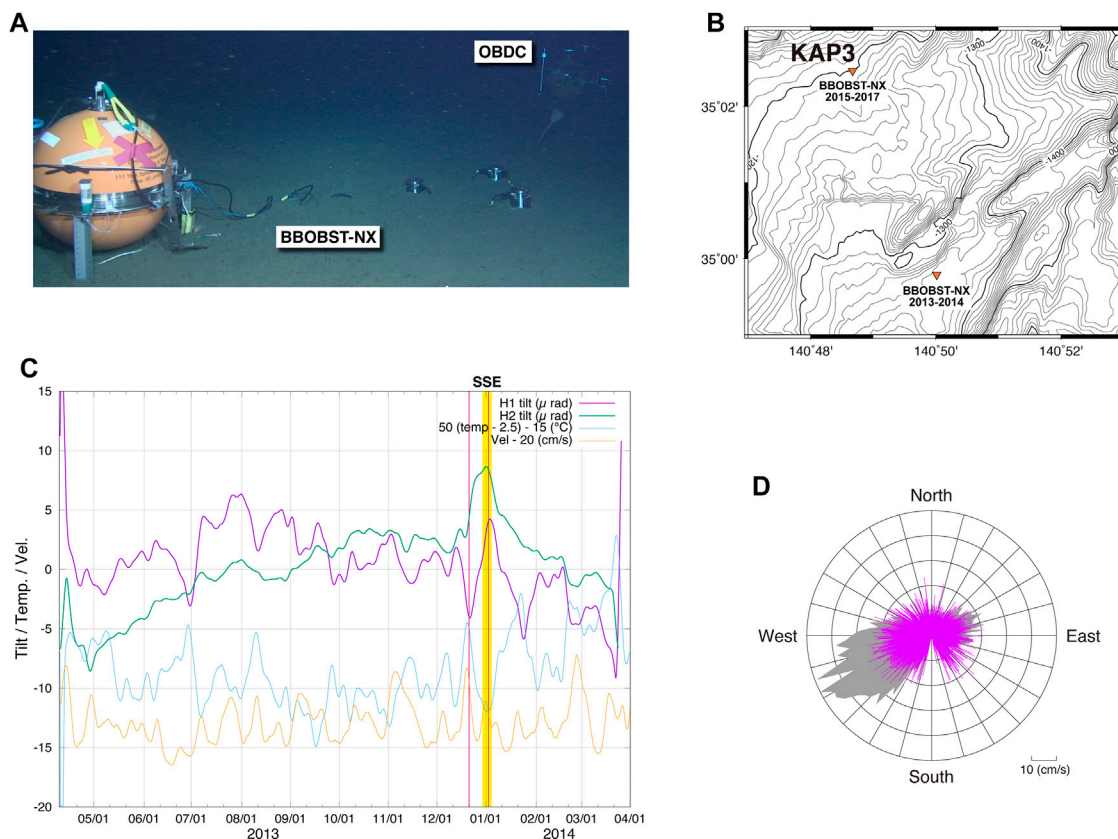 A
OBDC
BBOBST-NX
B
KAP3
BBOBST-NX
2015-2017
BBOBST-NX
2013-2014
-1300
-1400
-1400
-1300
35°02'
35°00'
140°48'
140°50'
140°52'
C
SSE
H1 tilt (μ rad)
H2 tilt (μ rad)
50 (temp - 2.5) - 15 (°C)
Vel - 20 (cm/s)
Tilt / Temp. / Vel.
15
10
5
0
-5
-10
-15
-20
05/01 06/01 07/01 08/01 09/01 10/01 11/01 12/01 01/01 02/01 03/01 04/01
2013 2014
D
North
West
East
South
10 (cm/s)